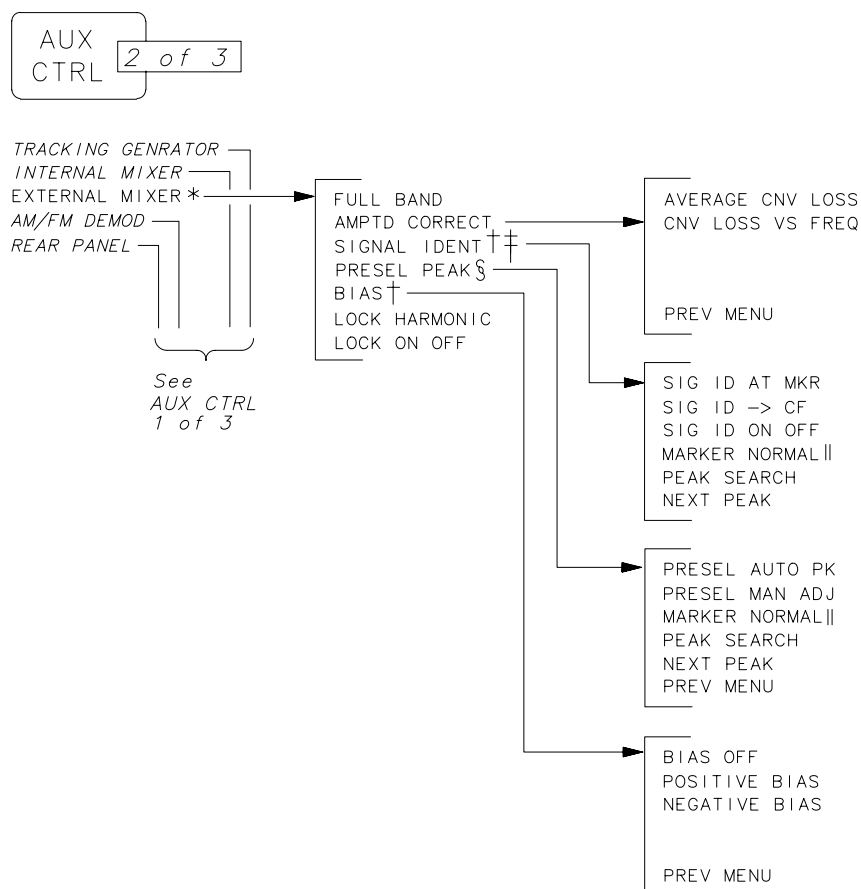 AUX
CTRL
2 of 3
TRACKING GENRATOR
INTERNAL MIXER
EXTERNAL MIXER*
AM/FM DEMOD
REAR PANEL
See
AUX CTRL
1 of 3
FULL BAND
AMPTD CORRECT
SIGNAL IDENT†‡
PRESEL PEAK§
BIAS†
LOCK HARMONIC
LOCK ON OFF
AVERAGE CNV LOSS
CNV LOSS VS FREQ
PREV MENU
SIG ID AT MKR
SIG ID -> CF
SIG ID ON OFF
MARKER NORMAL‖
PEAK SEARCH
NEXT PEAK
PRESEL AUTO PK
PRESEL MAN ADJ
MARKER NORMAL‖
PEAK SEARCH
NEXT PEAK
PREV MENU
BIAS OFF
POSITIVE BIAS
NEGATIVE BIAS
PREV MENU